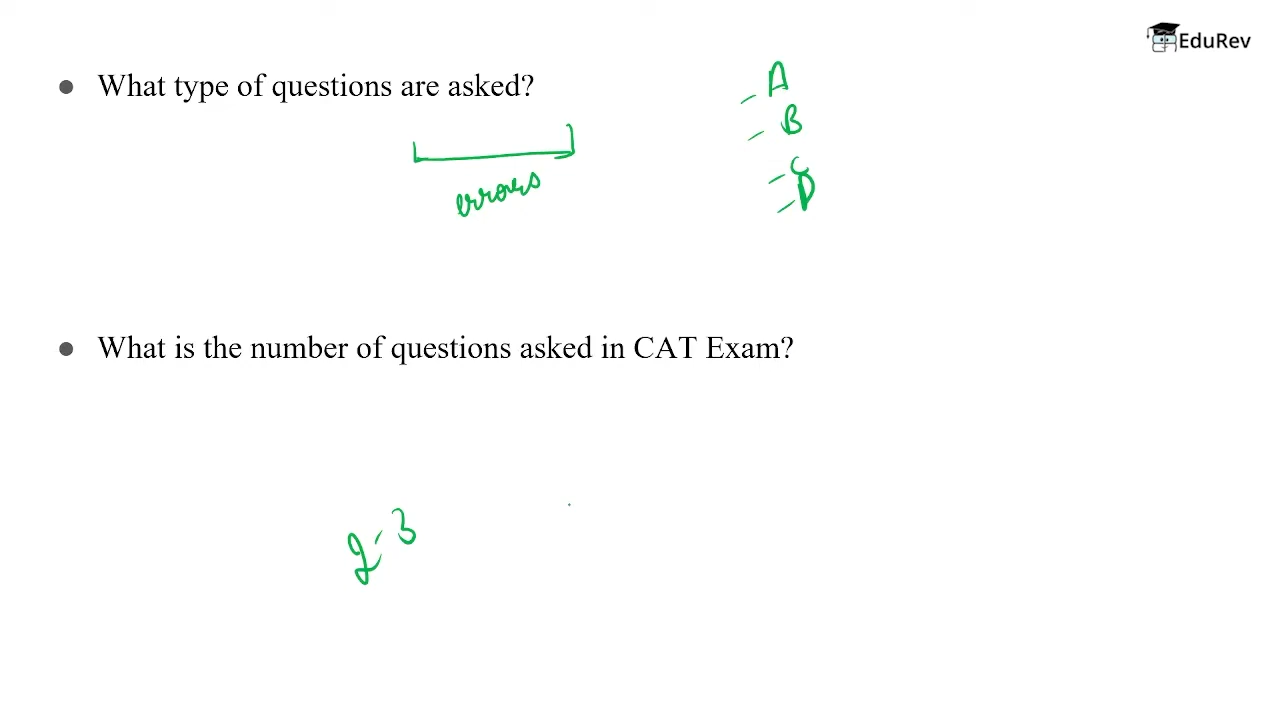 EduRev
● What type of questions are asked?
errors
- A
- B
- C
- D
● What is the number of questions asked in CAT Exam?
2-3